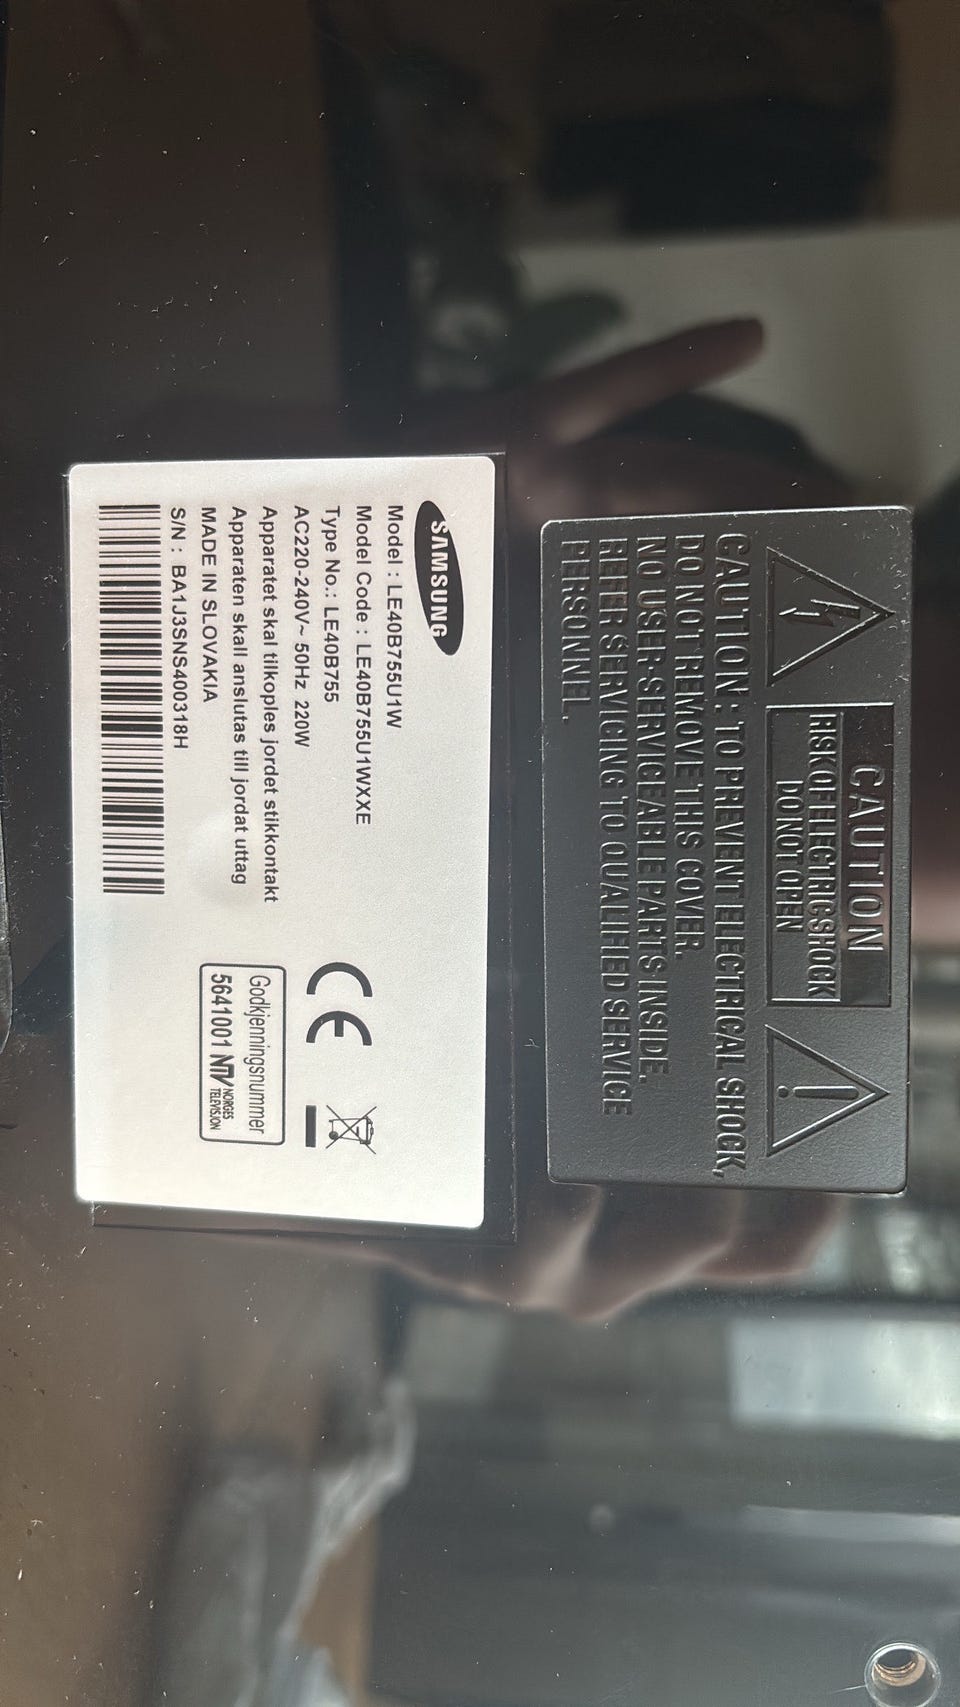 CAUTION
RISK OF ELECTRIC SHOCK
DO NOT OPEN
CAUTION : TO PREVENT ELECTRICAL SHOCK,
DO NOT REMOVE THIS COVER.
NO USER-SERVICEABLE PARTS INSIDE.
REFER SERVICING TO QUALIFIED SERVICE
PERSONNEL.
SAMSUNG
Model : LE40B755U1W
Model Code : LE40B755U1WXXE
Type No.: LE40B755
AC220-240V~ 50Hz 220W
Apparatet skal tilkoples jordet stikkontakt
Apparaten skall anslutas till jordat uttag
MADE IN SLOVAKIA
S/N : BA1J3SNS400318H
CE
Godkjenningsnummer
5641001 NTV NORGES
TELEVISJON